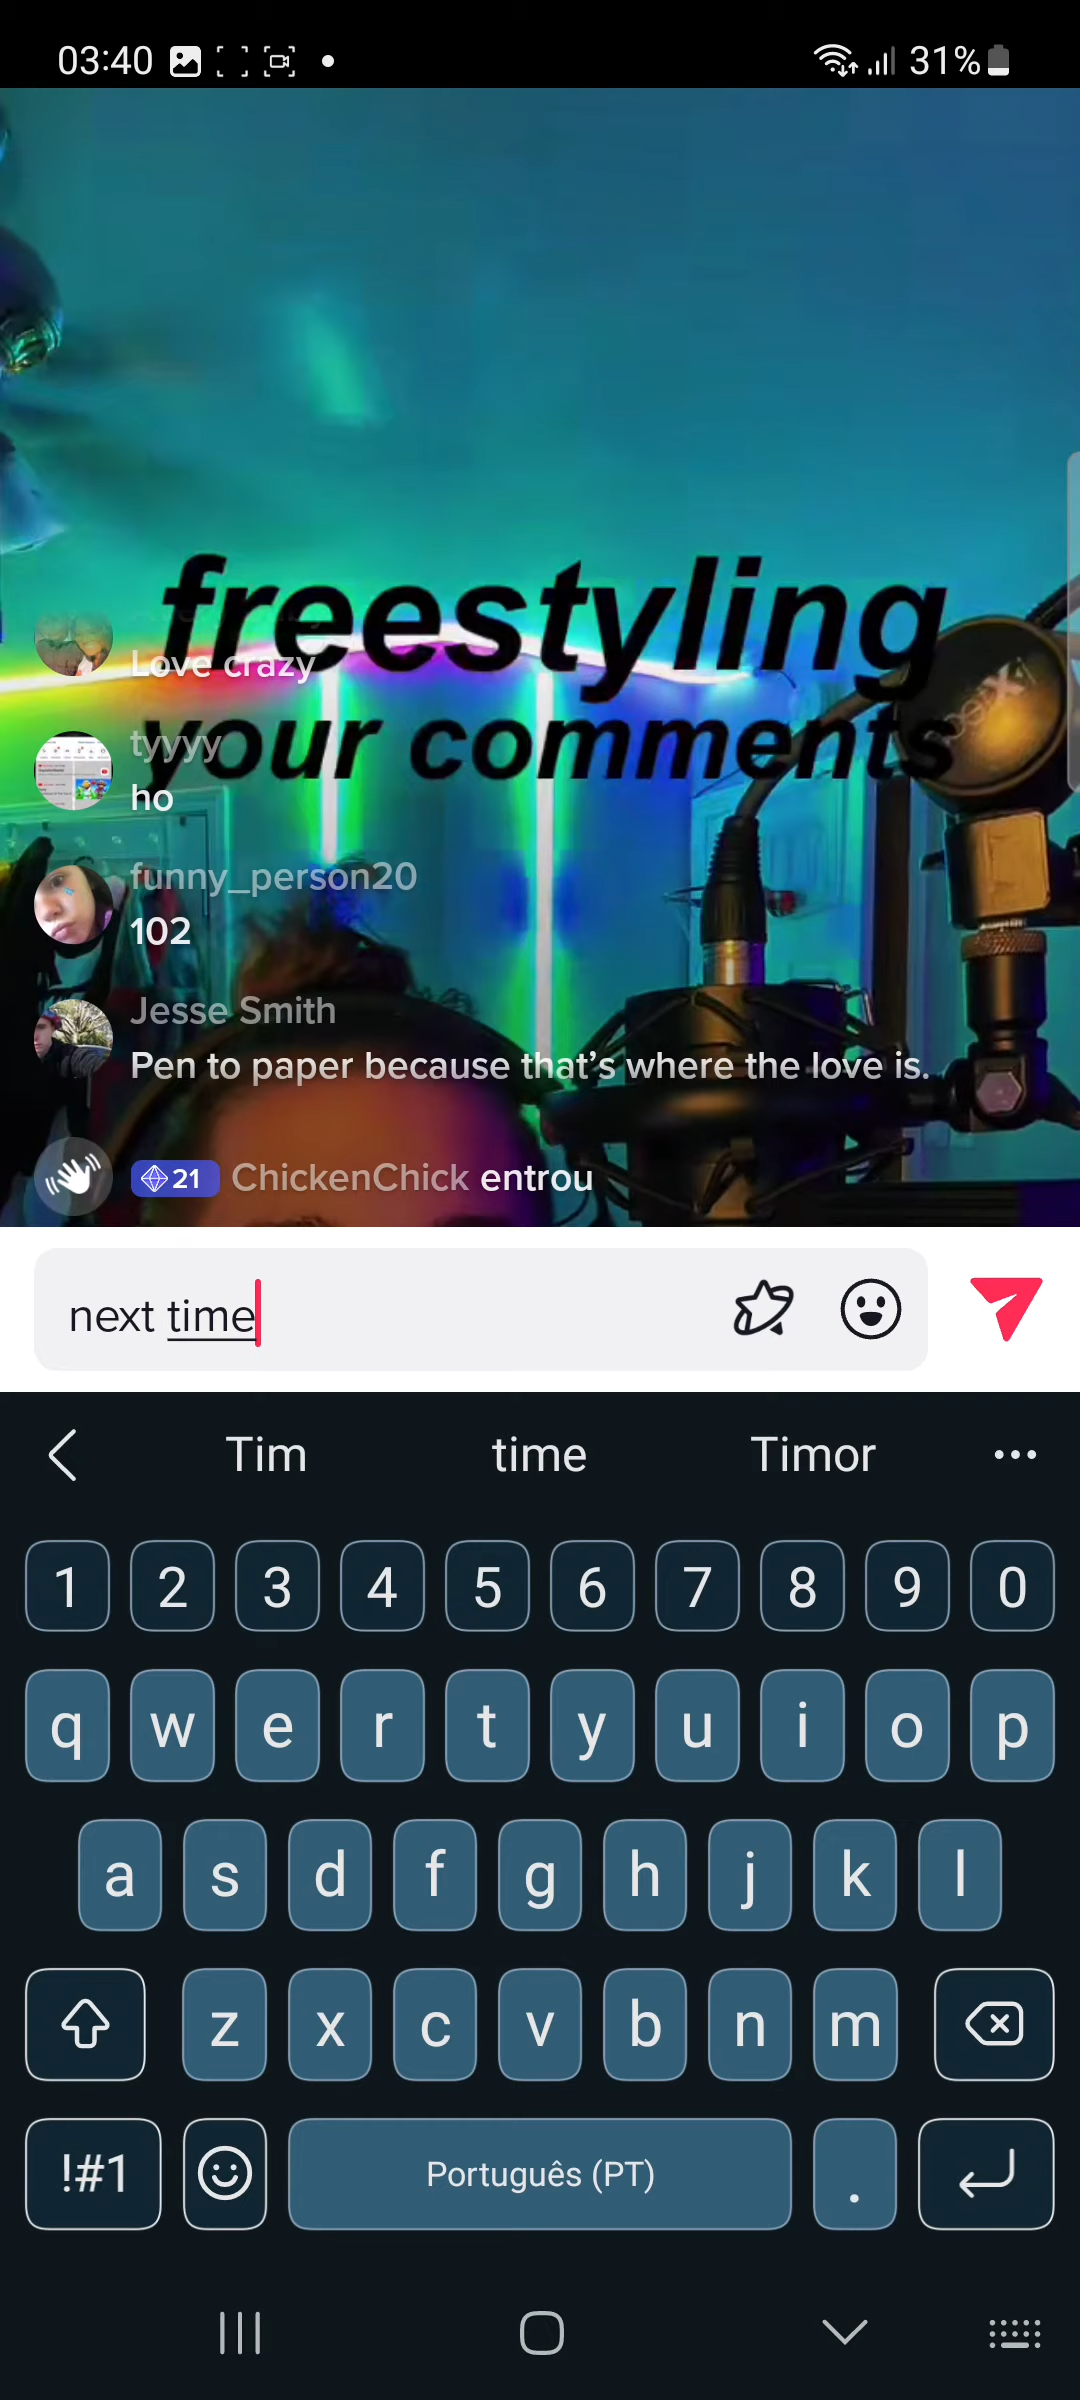 03:40 31%
freestyling
your comments
Love crazy
tyyyy
ho
funny_person20
102
Jesse Smith
Pen to paper because that’s where the love is.
21 ChickenChick entrou
next time
Tim time Timor
1 2 3 4 5 6 7 8 9 0
q w e r t y u i o p
a s d f g h j k l
z x c v b n m
!#1 Português (PT) .